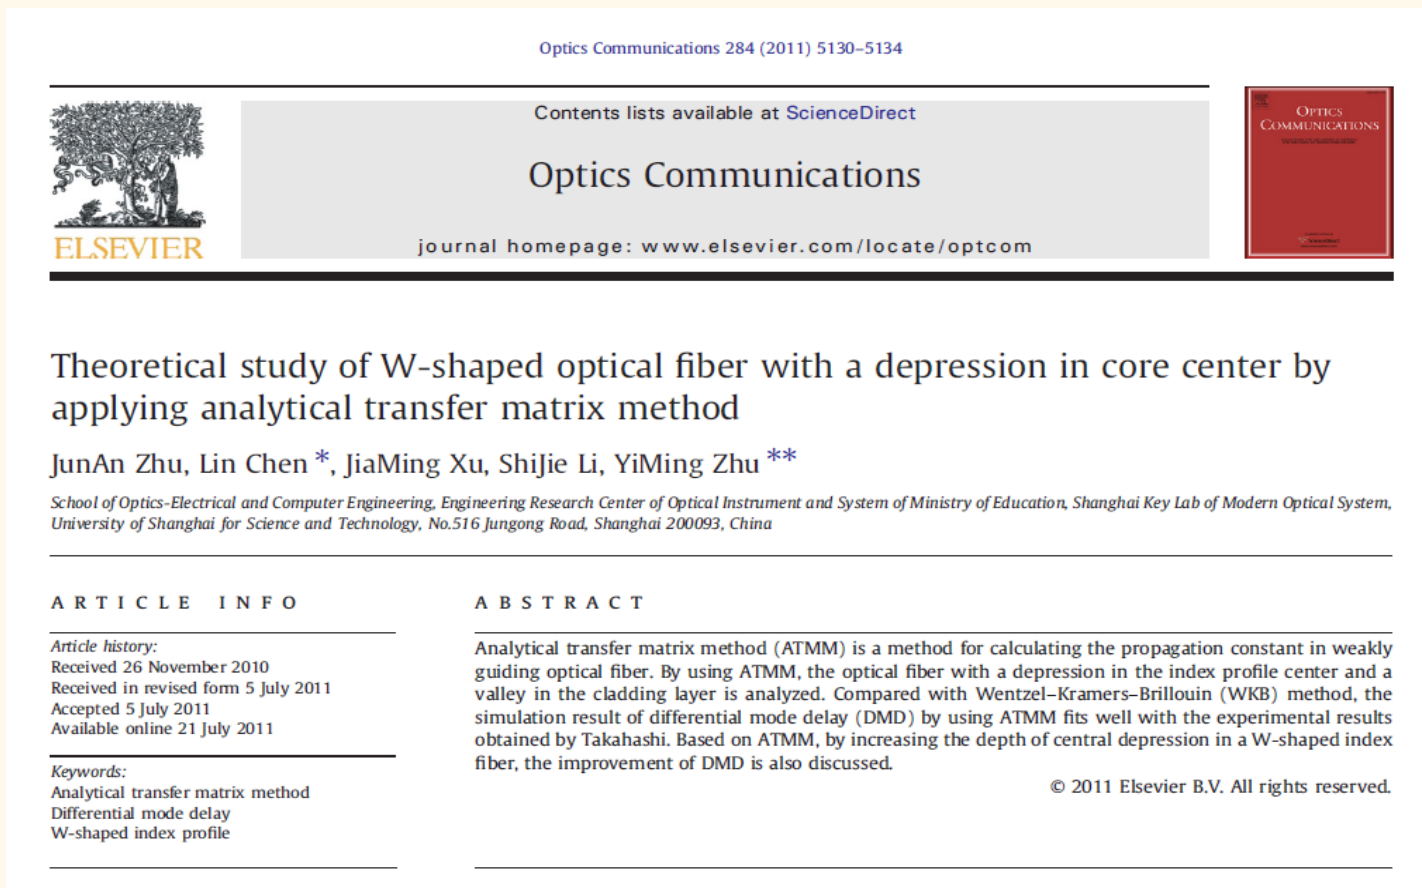 Optics Communications 284 (2011) 5130–5134
Contents lists available at ScienceDirect
Optics Communications
journal homepage: www.elsevier.com/locate/optcom
ELSEVIER
OPTICS
COMMUNICATIONS
Theoretical study of W-shaped optical fiber with a depression in core center by
applying analytical transfer matrix method
JunAn Zhu, Lin Chen *, JiaMing Xu, ShiJie Li, YiMing Zhu **
School of Optics-Electrical and Computer Engineering, Engineering Research Center of Optical Instrument and System of Ministry of Education, Shanghai Key Lab of Modern Optical System,
University of Shanghai for Science and Technology, No.516 Jungong Road, Shanghai 200093, China
ARTICLE INFO
Article history:
Received 26 November 2010
Received in revised form 5 July 2011
Accepted 5 July 2011
Available online 21 July 2011
Keywords:
Analytical transfer matrix method
Differential mode delay
W-shaped index profile
ABSTRACT
Analytical transfer matrix method (ATMM) is a method for calculating the propagation constant in weakly
guiding optical fiber. By using ATMM, the optical fiber with a depression in the index profile center and a
valley in the cladding layer is analyzed. Compared with Wentzel–Kramers–Brillouin (WKB) method, the
simulation result of differential mode delay (DMD) by using ATMM fits well with the experimental results
obtained by Takahashi. Based on ATMM, by increasing the depth of central depression in a W-shaped index
fiber, the improvement of DMD is also discussed.
© 2011 Elsevier B.V. All rights reserved.